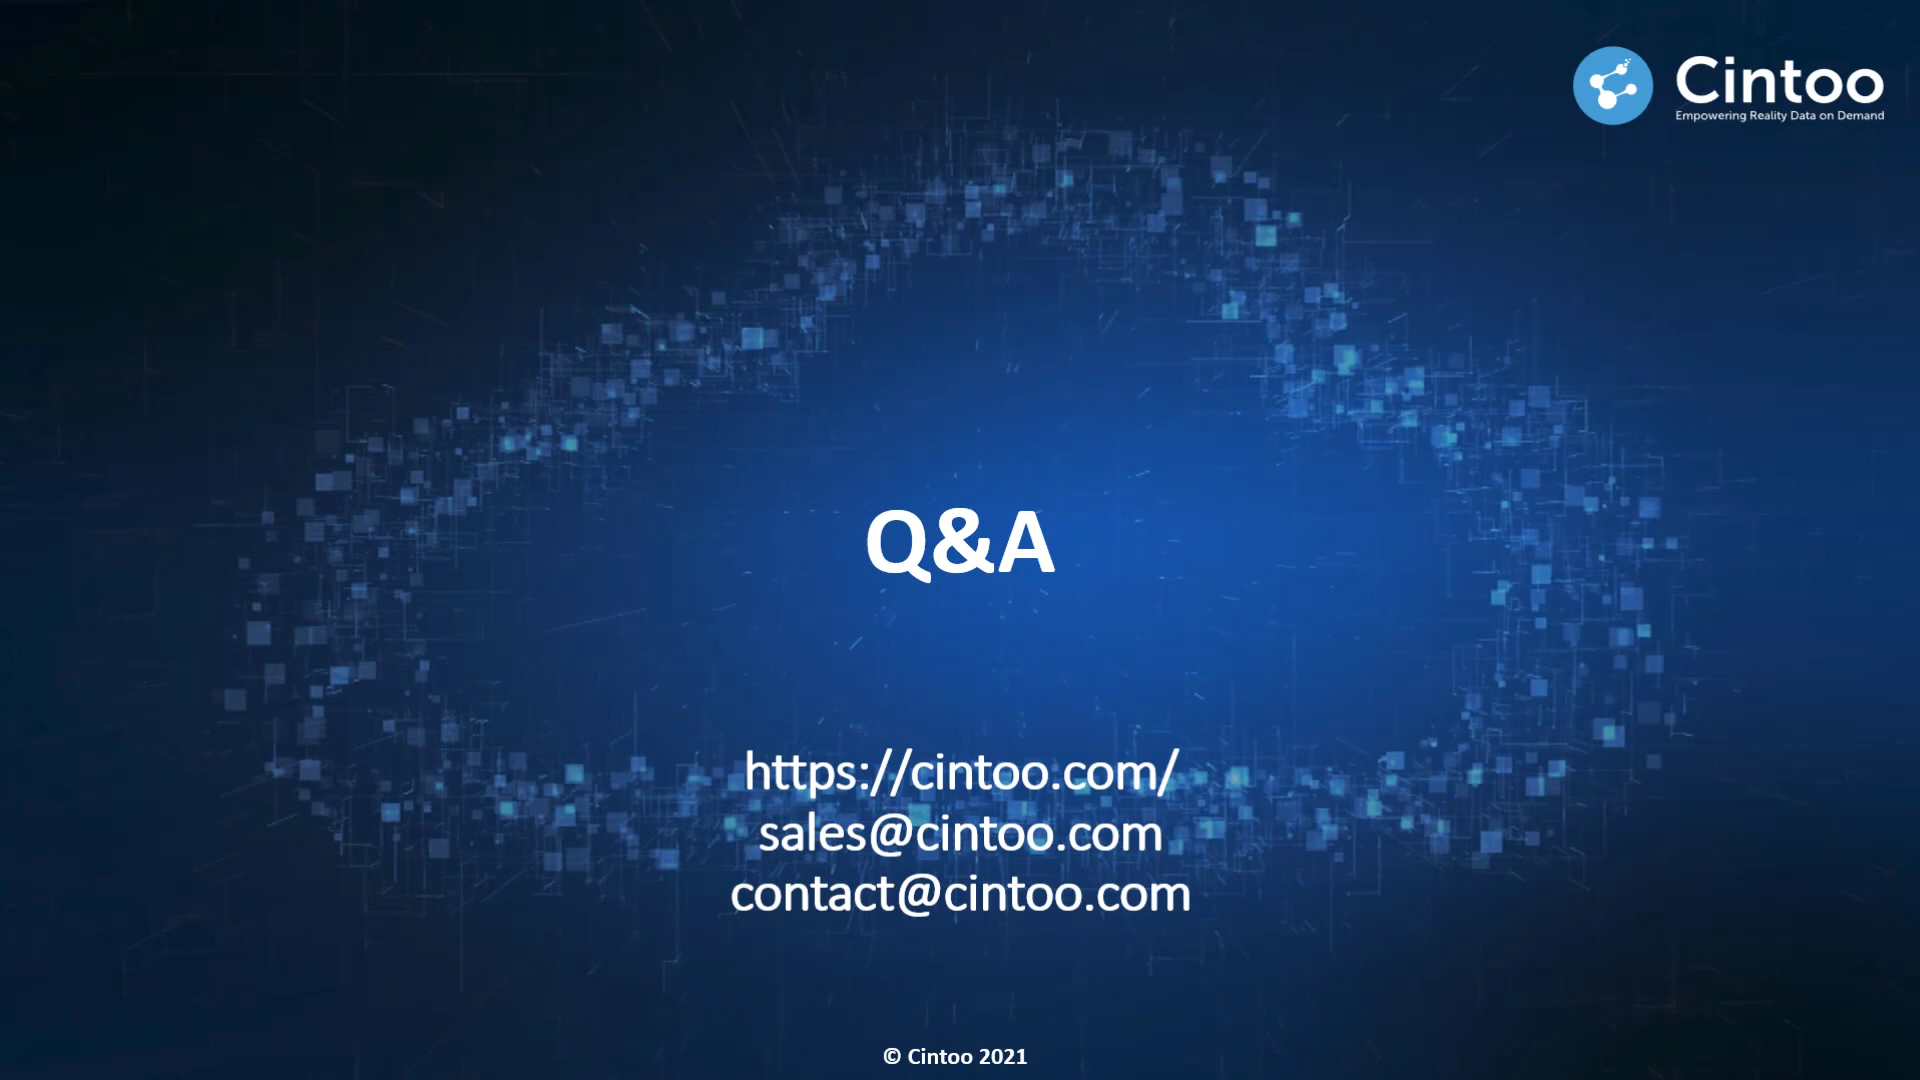 Cintoo
Empowering Reality Data on Demand
Q&A
https://cintoo.com/
sales@cintoo.com
contact@cintoo.com
© Cintoo 2021